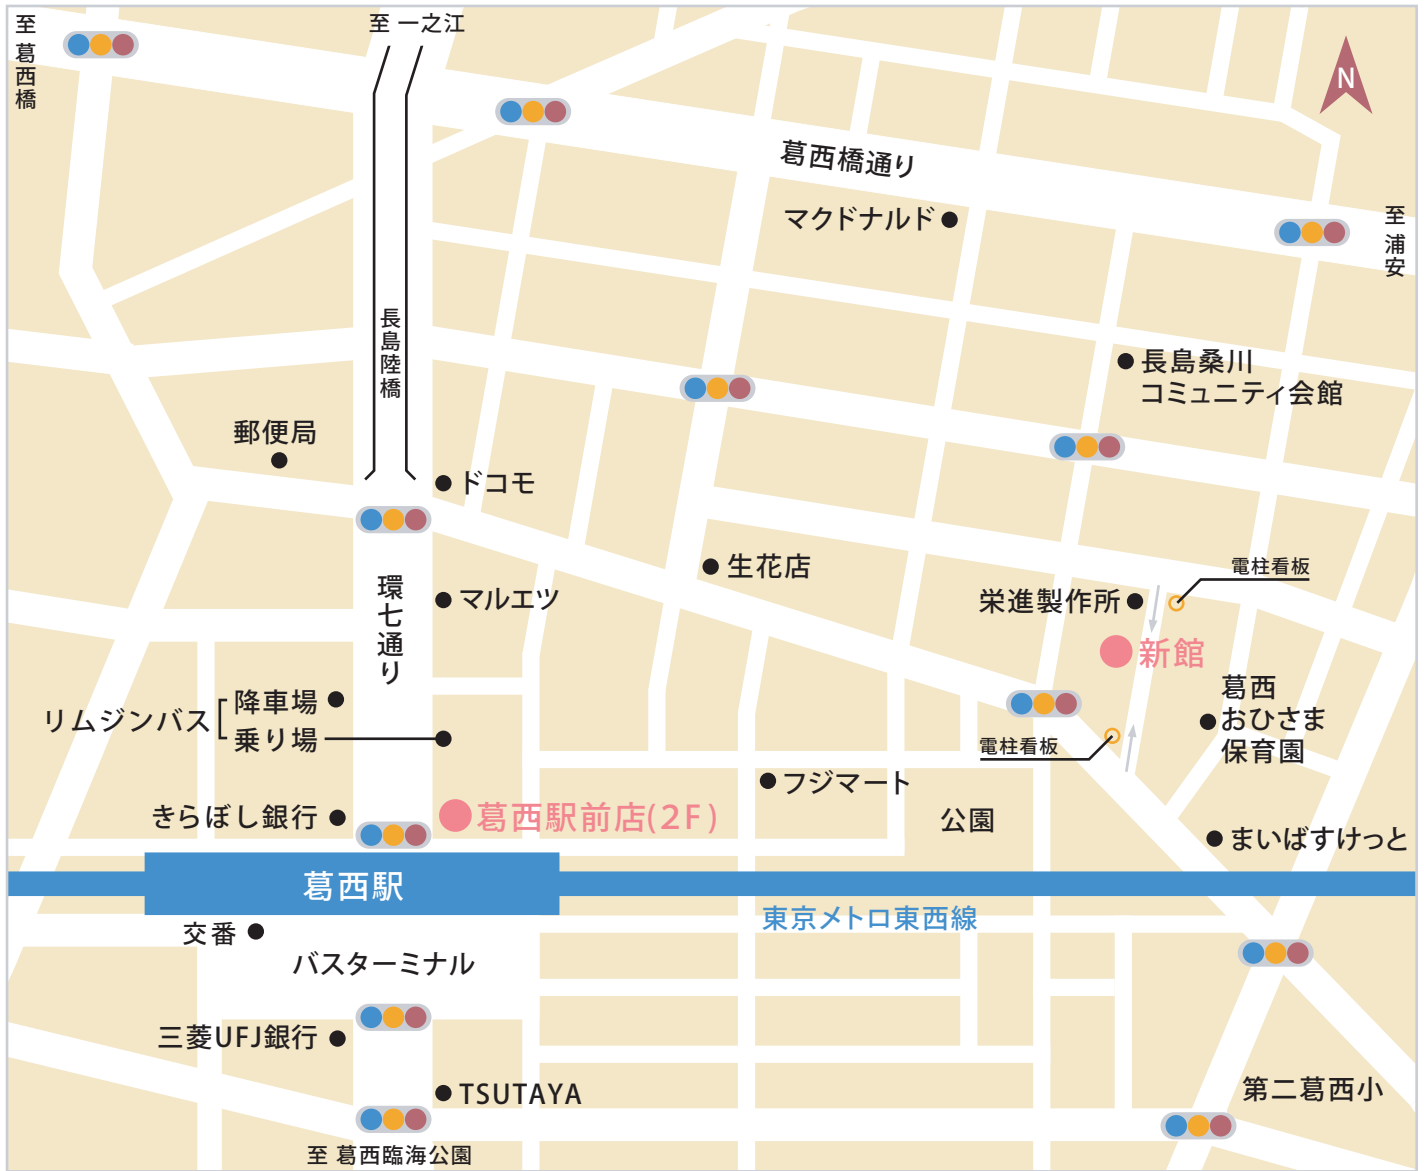 至 葛西橋
至 一之江
N
葛西橋通り
マクドナルド
至 浦安
長島陸橋
長島桑川
コミュニティ会館
郵便局
ドコモ
生花店
電柱看板
環七通り
マルエツ
栄進製作所
新館
葛西
おひさま
保育園
リムジンバス
降車場
乗り場
電柱看板
フジマート
きらぼし銀行
葛西駅前店(2F)
公園
まいばすけっと
葛西駅
東京メトロ東西線
交番
バスターミナル
三菱UFJ銀行
TSUTAYA
第二葛西小
至 葛西臨海公園